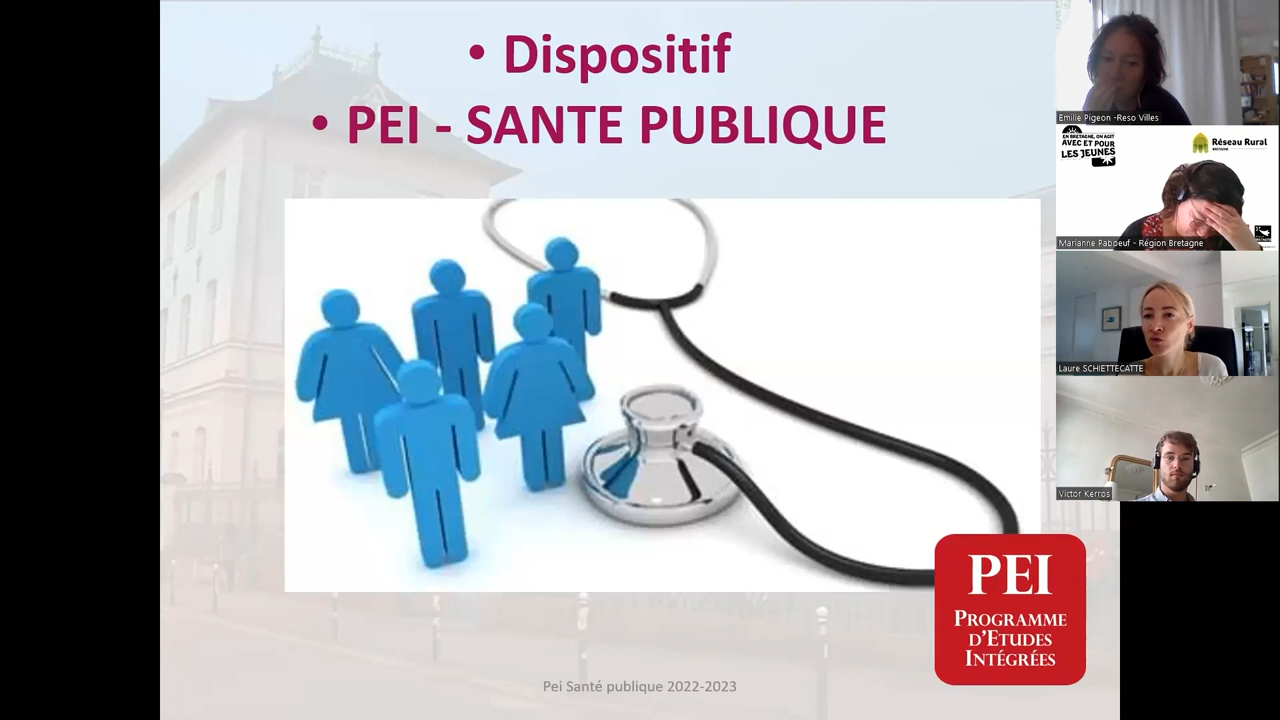 • Dispositif
• PEI - SANTE PUBLIQUE
PEI
PROGRAMME
D'ETUDES
INTÉGRÉES
Pei Santé publique 2022-2023
Emilie Pigeon -Reso Villes
EN BRETAGNE, ON AGIT
AVEC ET POUR
LES JEUNES
Réseau Rural
BRETAGNE
Marianne Paboeuf - Région Bretagne
Laure SCHIETTECATTE
Victor Kerros